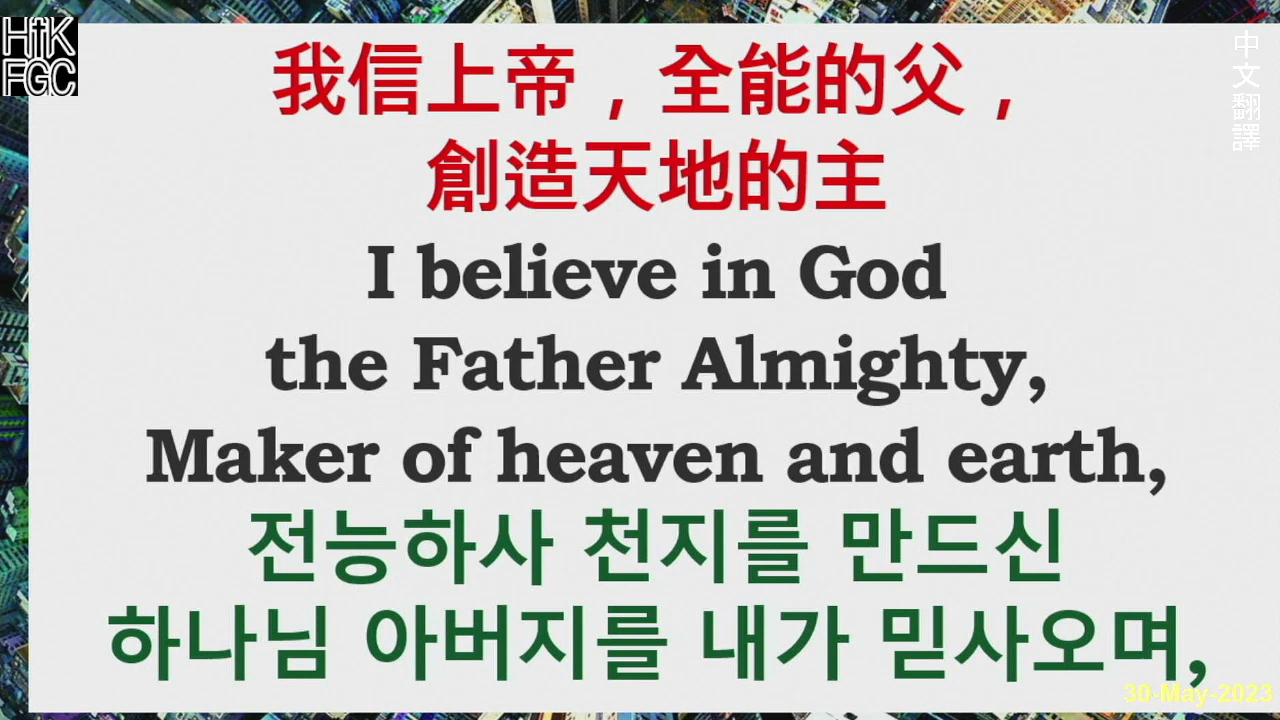 HfK
FGC
中文翻譯
我信上帝，全能的父，
創造天地的主
I believe in God
the Father Almighty,
Maker of heaven and earth,
전능하사 천지를 만드신
하나님 아버지를 내가 믿사오며,
30-May-2023